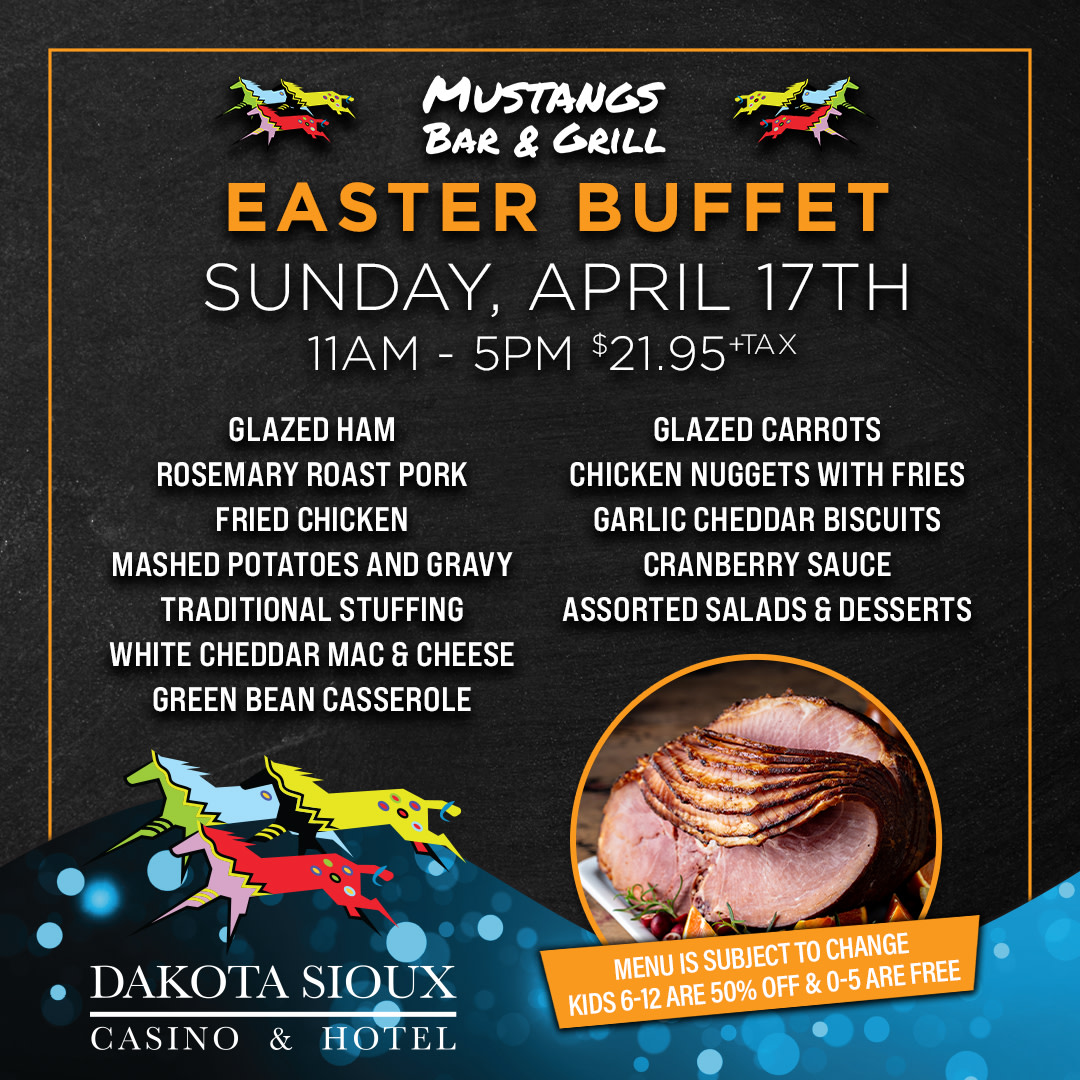 MUSTANGS
BAR & GRILL
EASTER BUFFET
SUNDAY, APRIL 17TH
11AM - 5PM $21.95+TAX
GLAZED HAM
ROSEMARY ROAST PORK
FRIED CHICKEN
MASHED POTATOES AND GRAVY
TRADITIONAL STUFFING
WHITE CHEDDAR MAC & CHEESE
GREEN BEAN CASSEROLE
GLAZED CARROTS
CHICKEN NUGGETS WITH FRIES
GARLIC CHEDDAR BISCUITS
CRANBERRY SAUCE
ASSORTED SALADS & DESSERTS
MENU IS SUBJECT TO CHANGE
KIDS 6-12 ARE 50% OFF & 0-5 ARE FREE
DAKOTA SIOUX
CASINO & HOTEL